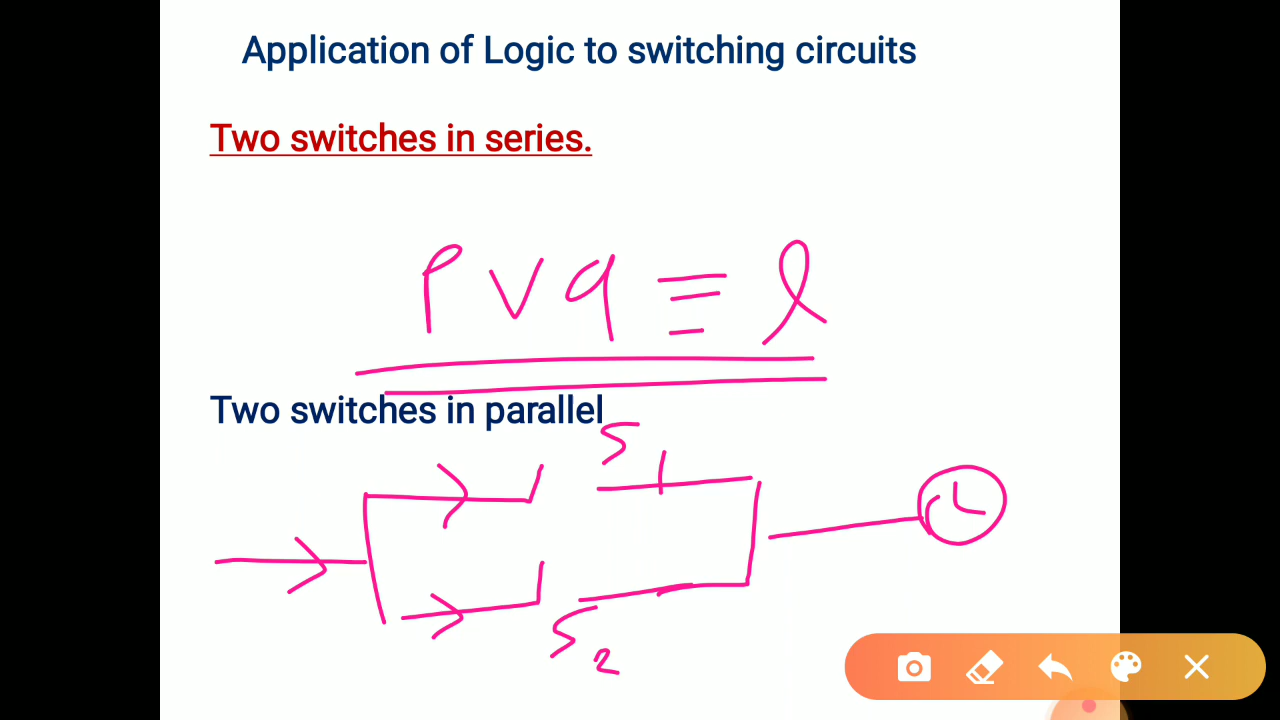 Application of Logic to switching circuits
Two switches in series.
p ∨ q ≡ l
Two switches in parallel
S1
L
S2